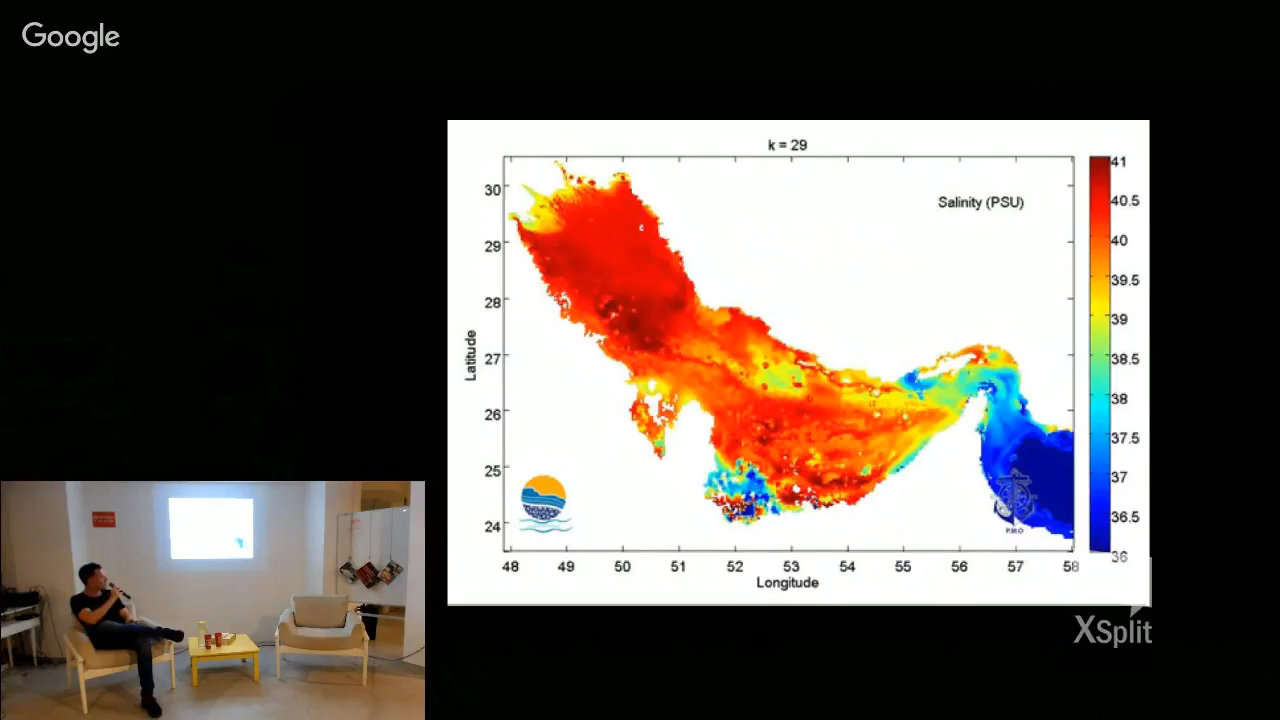 Google
k = 29
Salinity (PSU)
41
40.5
40
39.5
39
38.5
38
37.5
37
36.5
36
30
29
28
27
26
25
24
Latitude
48 49 50 51 52 53 54 55 56 57 58
Longitude
P.M.O
XSplit